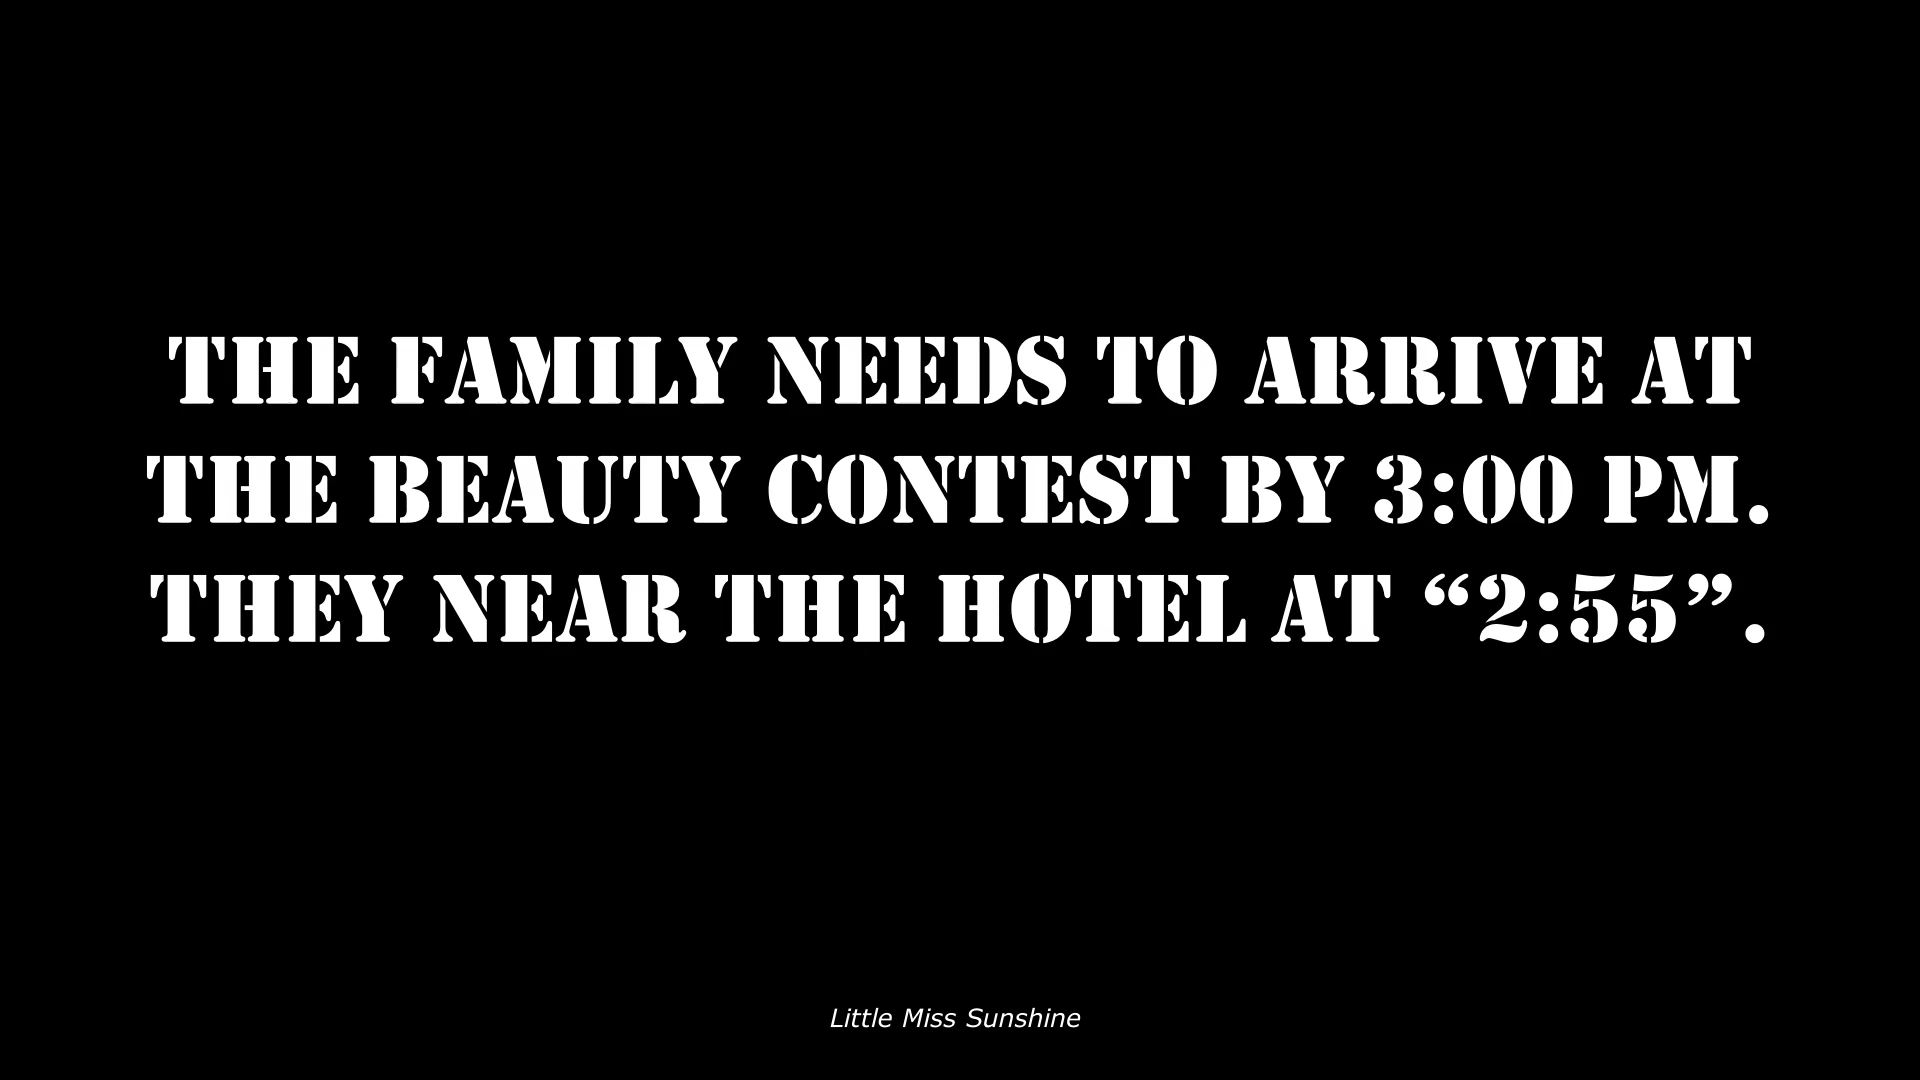 THE FAMILY NEEDS TO ARRIVE AT
THE BEAUTY CONTEST BY 3:00 PM.
THEY NEAR THE HOTEL AT “2:55”.
Little Miss Sunshine